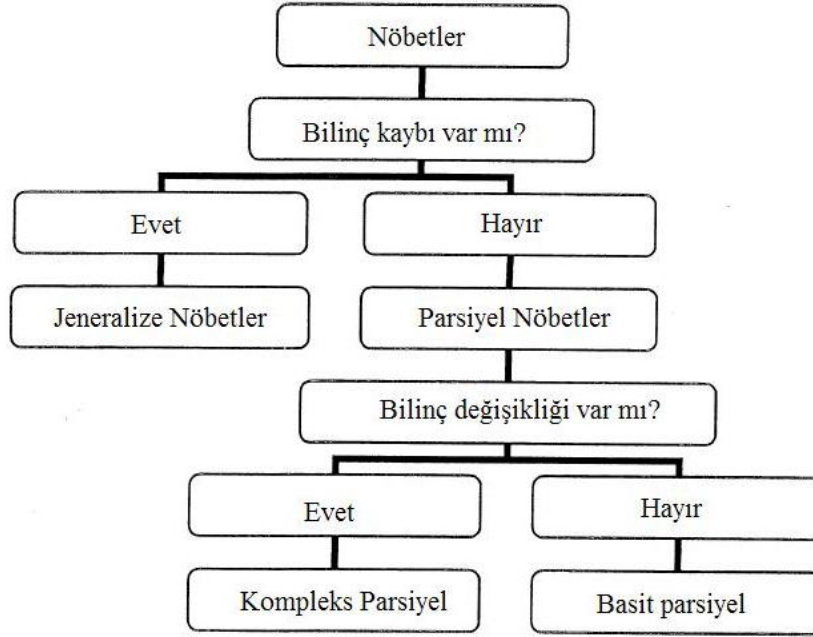 Nöbetler
Bilinç kaybı var mı?
Evet
Hayır
Jeneralize Nöbetler
Parsiyel Nöbetler
Bilinç değişikliği var mı?
Evet
Hayır
Kompleks Parsiyel
Basit parsiyel